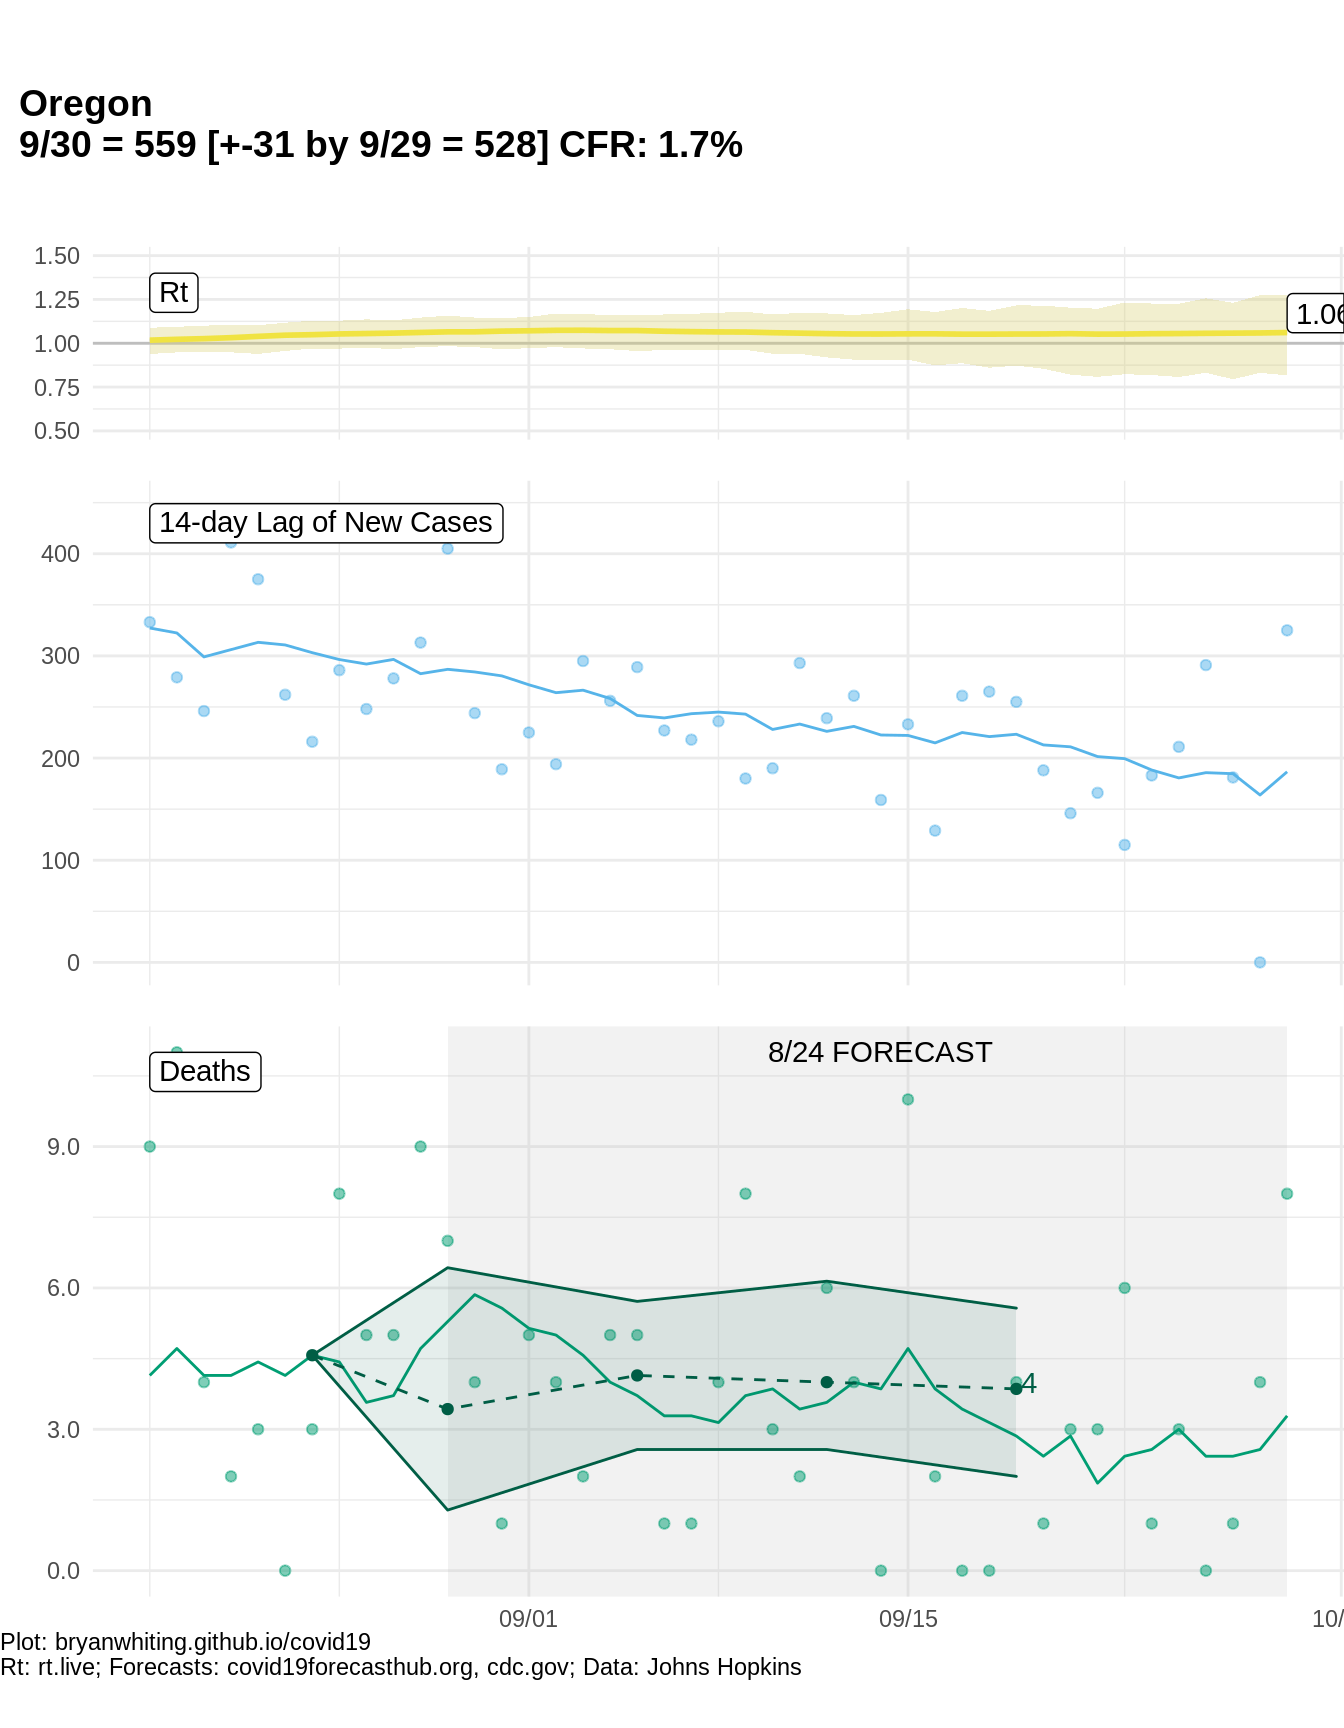 Oregon
9/30 = 559 [+-31 by 9/29 = 528] CFR: 1.7%
1.50
Rt
1.25
1.06
1.00
0.75
0.50
14-day Lag of New Cases
400
300
200
100
0
8/24 FORECAST
Deaths
9.0
6.0
4
3.0
0.0
09/01 09/15 10/
Plot: bryanwhiting.github.io/covid19
Rt: rt.live; Forecasts: covid19forecasthub.org, cdc.gov; Data: Johns Hopkins